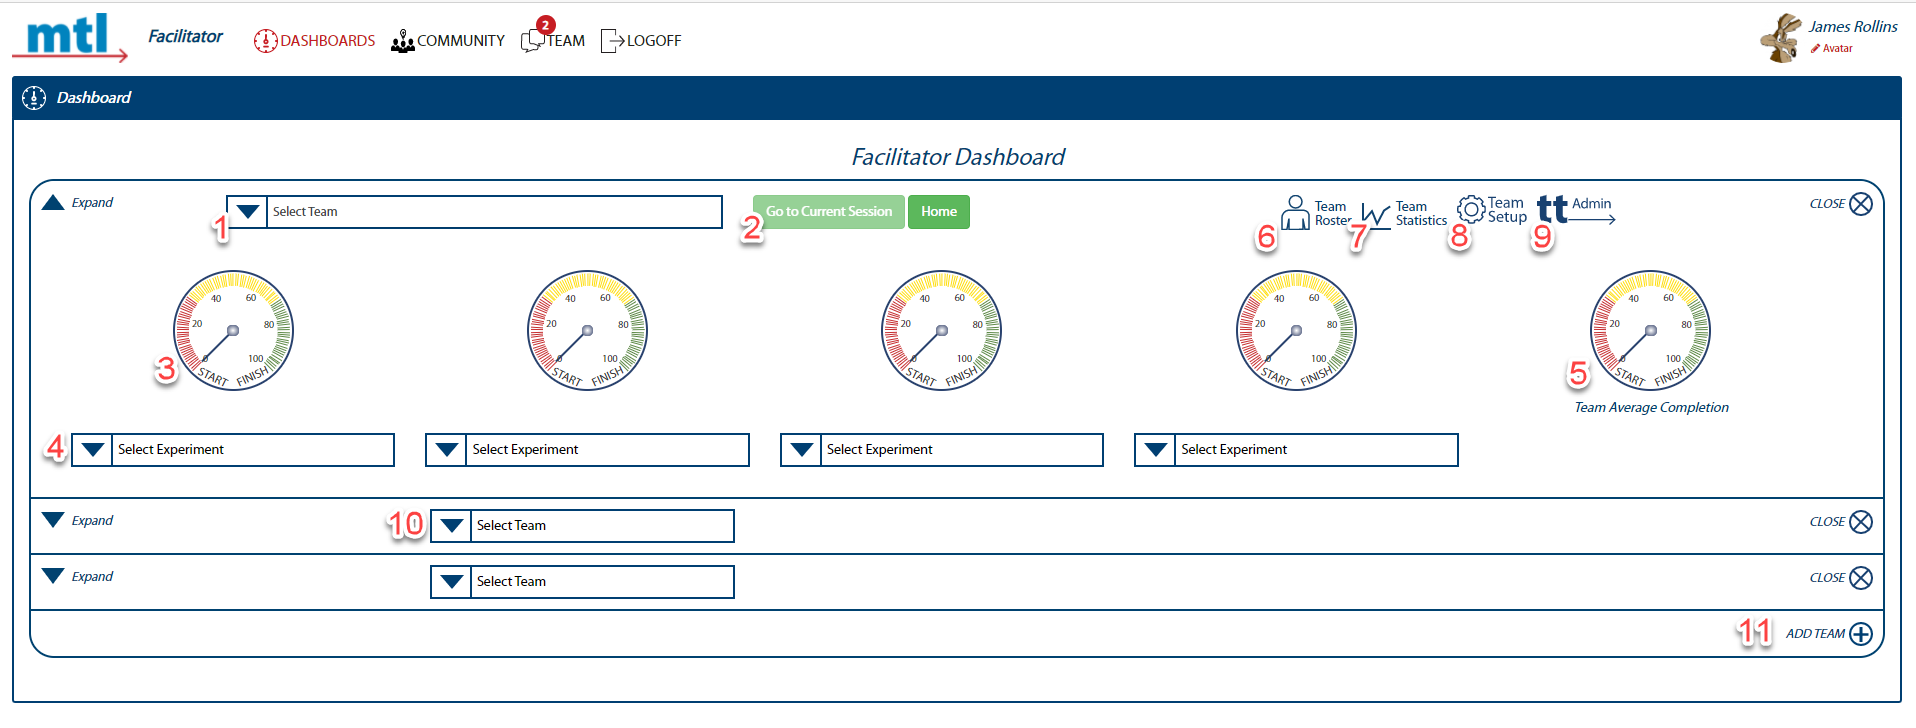 mtl
Facilitator
DASHBOARDS
COMMUNITY
2
TEAM
LOGOFF
James Rollins
Avatar
Dashboard
Facilitator Dashboard
Expand
1
Select Team
2
Go to Current Session
Home
6
Team
Roster
7
Team
Statistics
8
Team
Setup
9
tt Admin
CLOSE
3
0 20 40 60 80 100
START FINISH
0 20 40 60 80 100
START FINISH
0 20 40 60 80 100
START FINISH
0 20 40 60 80 100
START FINISH
5
0 20 40 60 80 100
START FINISH
Team Average Completion
4
Select Experiment
Select Experiment
Select Experiment
Select Experiment
Expand
10
Select Team
CLOSE
Expand
Select Team
CLOSE
11
ADD TEAM